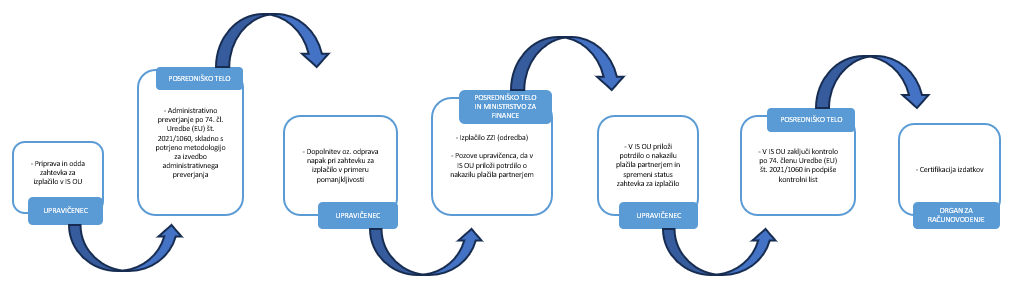 - Priprava in odda
zahtevka za
izplačilo v IS OU
UPRAVIČENEC
POSREDNIŠKO TELO
- Administrativno
preverjanje po 74. čl.
Uredbe (EU) št.
2021/1060, skladno s
potrjeno metodologijo
za izvedbo
administrativnega
preverjanja
- Dopolnitev oz. odprava
napak pri zahtevku za
izplačilo v primeru
pomanjkljivosti
UPRAVIČENEC
POSREDNIŠKO TELO
IN MINISTRSTVO ZA
FINANCE
- Izplačilo ZZI (odredba)
- Pozove upravičenca, da v
IS OU priloži potrdilo o
nakazilu plačila partnerjem
- V IS OU priloži
potrdilo o nakazilu
plačila partnerjem in
spremeni status
zahtevka za izplačilo
UPRAVIČENEC
POSREDNIŠKO TELO
- V IS OU zaključi kontrolo
po 74. členu Uredbe (EU)
št. 2021/1060 in podpiše
kontrolni list
- Certifikacija izdatkov
ORGAN ZA
RAČUNOVODENJE